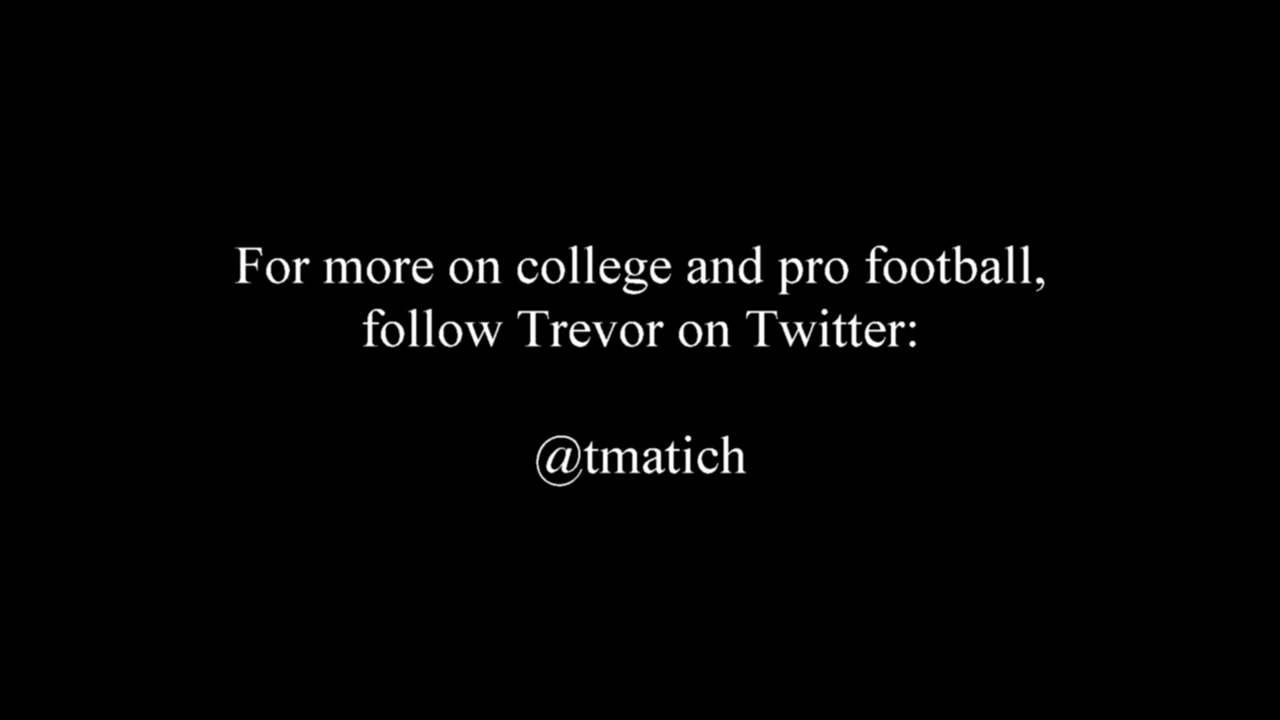 For more on college and pro football,
follow Trevor on Twitter:
@tmatich